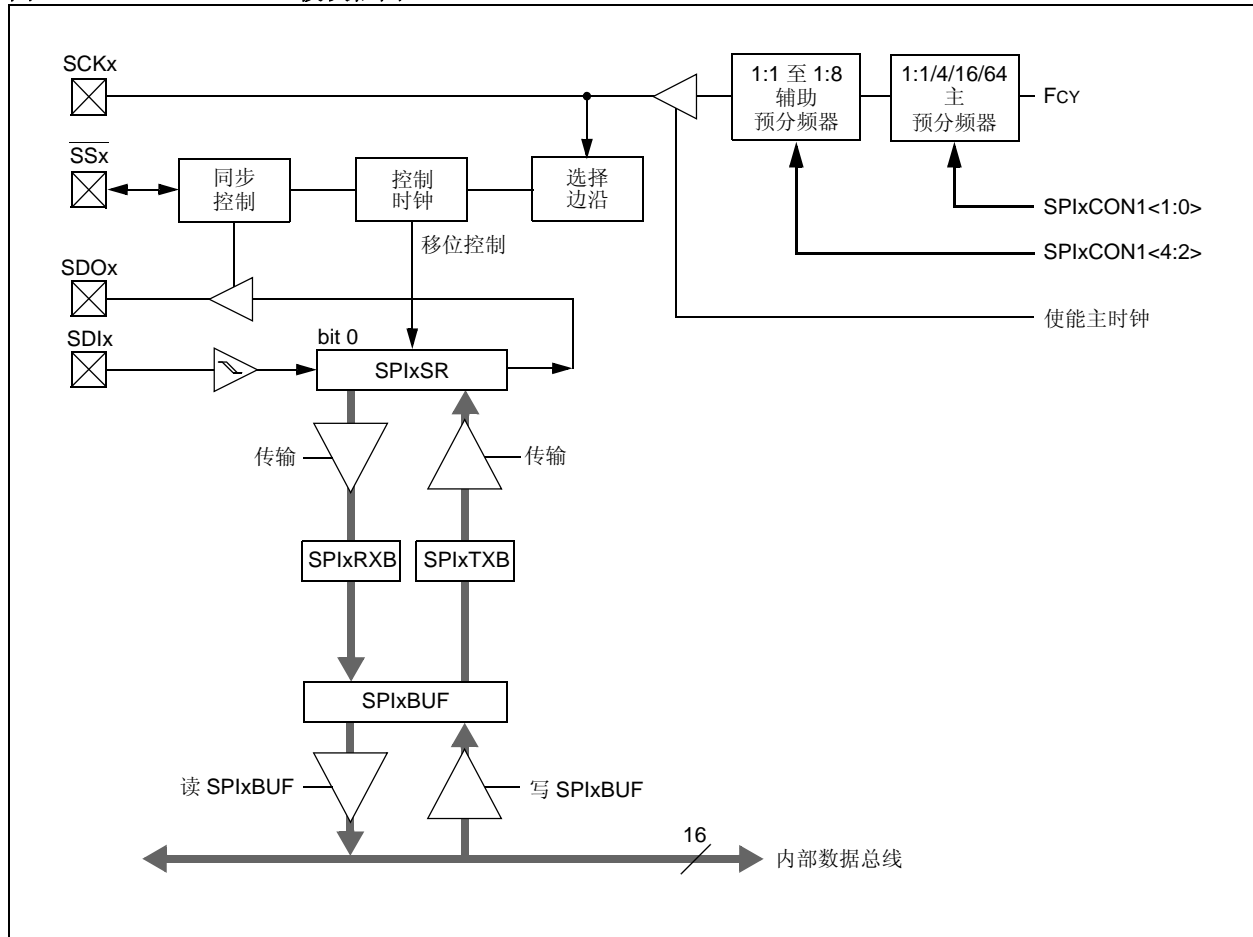 SCKx
1:1 至 1:8
辅助
预分频器
1:1/4/16/64
主
预分频器
FCY
SSx
同步
控制
控制
时钟
选择
边沿
SPIxCON1<1:0>
移位控制
SPIxCON1<4:2>
SDOx
使能主时钟
SDIx
bit 0
SPIxSR
传输
传输
SPIxRXB
SPIxTXB
SPIxBUF
读 SPIxBUF
写 SPIxBUF
16
内部数据总线